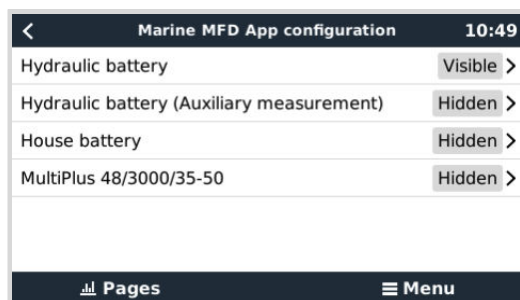 Marine MFD App configuration 10:49
Hydraulic battery Visible
Hydraulic battery (Auxiliary measurement) Hidden
House battery Hidden
MultiPlus 48/3000/35-50 Hidden
Pages Menu